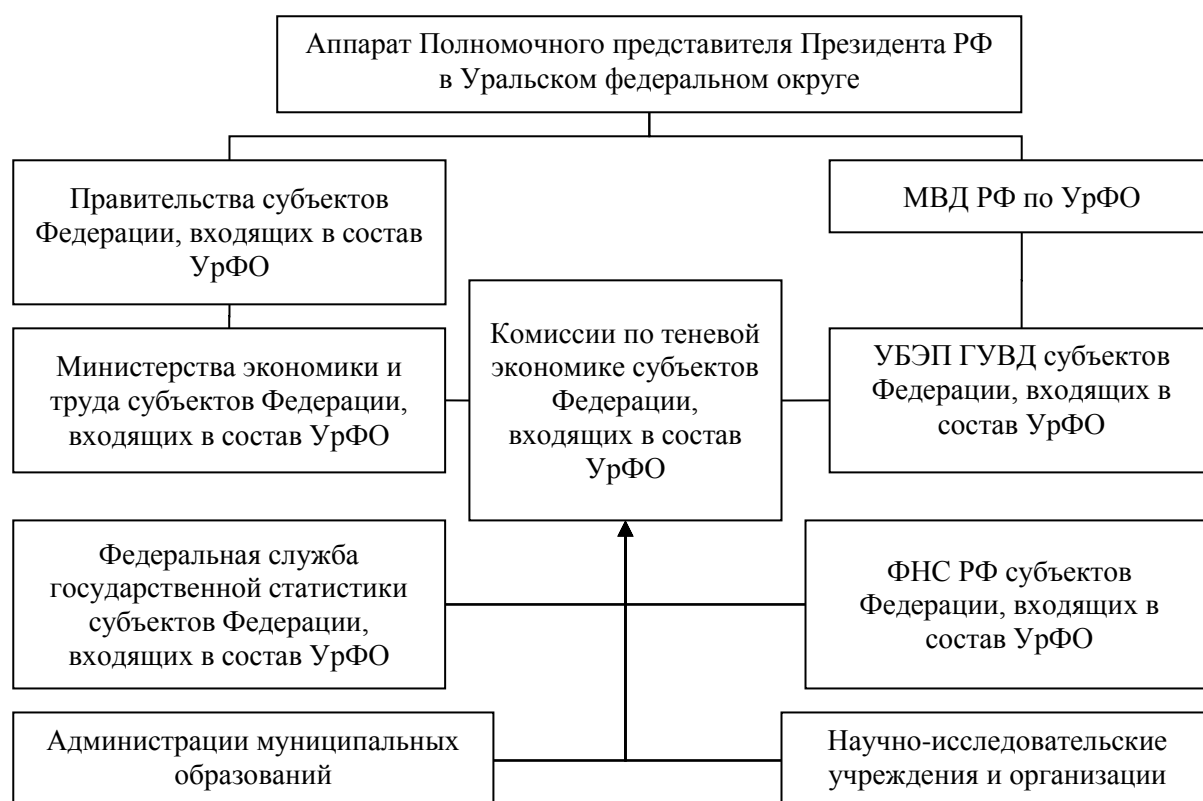 Аппарат Полномочного представителя Президента РФ
в Уральском федеральном округе
Правительства субъектов
Федерации, входящих в состав
УрФО
МВД РФ по УрФО
Министерства экономики и
труда субъектов Федерации,
входящих в состав УрФО
Комиссии по теневой
экономике субъектов
Федерации,
входящих в состав
УрФО
УБЭП ГУВД субъектов
Федерации, входящих в
состав УрФО
Федеральная служба
государственной статистики
субъектов Федерации,
входящих в состав УрФО
ФНС РФ субъектов
Федерации, входящих в
состав УрФО
Администрации муниципальных
образований
Научно-исследовательские
учреждения и организации